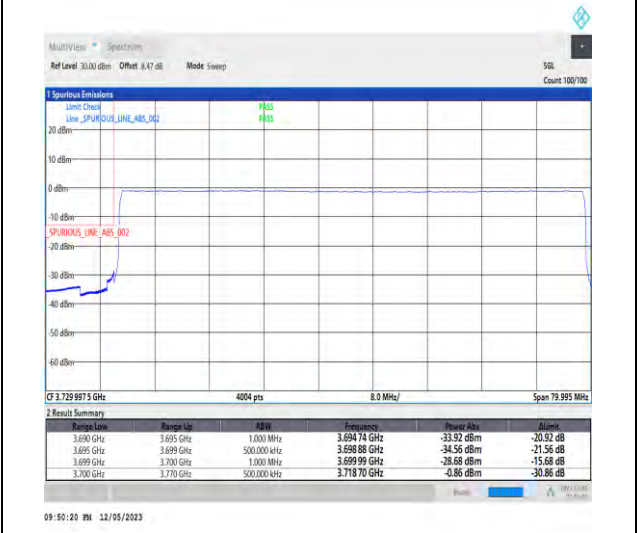 MultiView Spectrum
Ref Level 30.00 dBm Offset 8.47 dB Mode Sweep SGL
Count 100/100
1 Spurious Emissions
Limit Check PASS
Line _SPURIOUS_LINE_ABS_002 PASS
20 dBm
10 dBm
0 dBm
-10 dBm
_SPURIOUS_LINE_ABS_002
-20 dBm
-30 dBm
-40 dBm
-50 dBm
-60 dBm
CF 3.729 997 5 GHz 4004 pts 8.0 MHz/ Span 79.995 MHz
2 Result Summary
Range Low Range Up RBW Frequency Power Abs ΔLimit
3.690 GHz 3.695 GHz 1.000 MHz 3.694 74 GHz -33.92 dBm -20.92 dB
3.695 GHz 3.699 GHz 500.000 kHz 3.698 88 GHz -34.56 dBm -21.56 dB
3.699 GHz 3.700 GHz 1.000 MHz 3.699 99 GHz -28.68 dBm -15.68 dB
3.700 GHz 3.770 GHz 500.000 kHz 3.718 70 GHz -0.86 dBm -30.86 dB
09:50:20 PM 12/05/2023